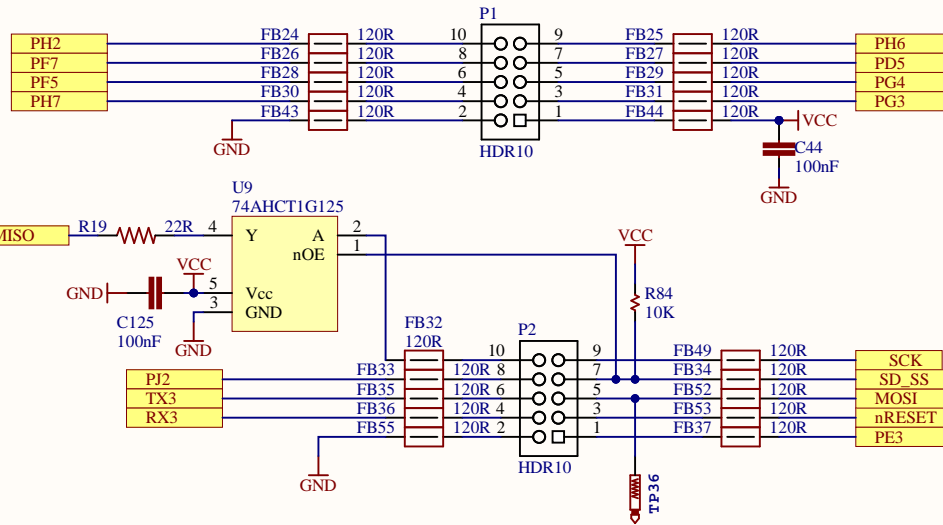 P1
PH2 FB24 120R 10 9 FB25 120R PH6
PF7 FB26 120R 8 7 FB27 120R PD5
PF5 FB28 120R 6 5 FB29 120R PG4
PH7 FB30 120R 4 3 FB31 120R PG3
FB43 120R 2 1 FB44 120R VCC
GND
HDR10
C44
100nF
GND
U9
74AHCT1G125
MISO R19 22R 4 Y A 2
nOE 1
VCC
VCC
GND 5 Vcc
3 GND
R84
10K
C125
100nF
GND
FB32
120R
P2
10 9 FB49 120R SCK
PJ2 FB33 120R 8 7 FB34 120R SD_SS
TX3 FB35 120R 6 5 FB52 120R MOSI
RX3 FB36 120R 4 3 FB53 120R nRESET
FB55 120R 2 1 FB37 120R PE3
HDR10
GND
TP36